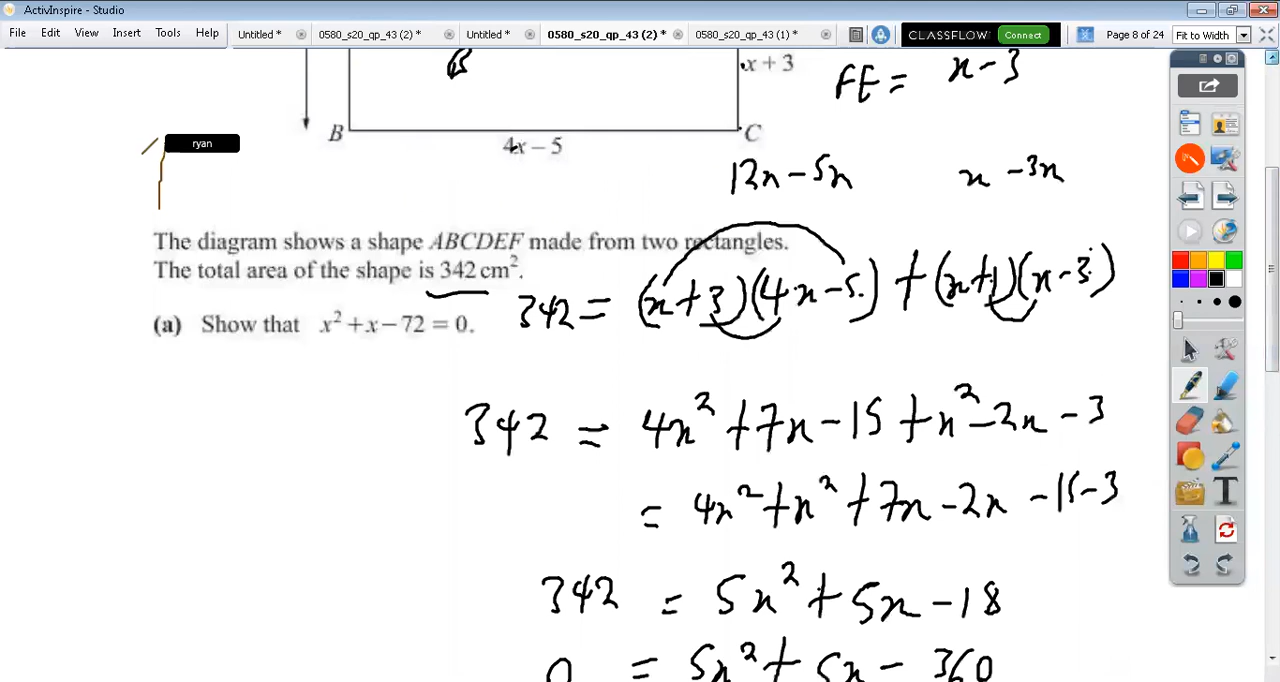 ActivInspire - Studio
File Edit View Insert Tools Help Untitled * 0580_s20_qp_43 (2) * Untitled * 0580_s20_qp_43 (2) * 0580_s20_qp_43 (1) * CLASSFLOW Connect Page 8 of 24 Fit to Width
B x + 3 FE = x - 3
B C
4x – 5
ryan
12x - 5x x - 3x
The diagram shows a shape ABCDEF made from two rectangles.
The total area of the shape is 342 cm².
342 = (x + 3)(4x - 5) + (x + 1)(x - 3)
(a) Show that x² + x – 72 = 0.
342 = 4x² + 7x - 15 + x² - 2x - 3
= 4x² + x² + 7x - 2x - 15 - 3
342 = 5x² + 5x - 18
0 = 5x² + 5x - 360